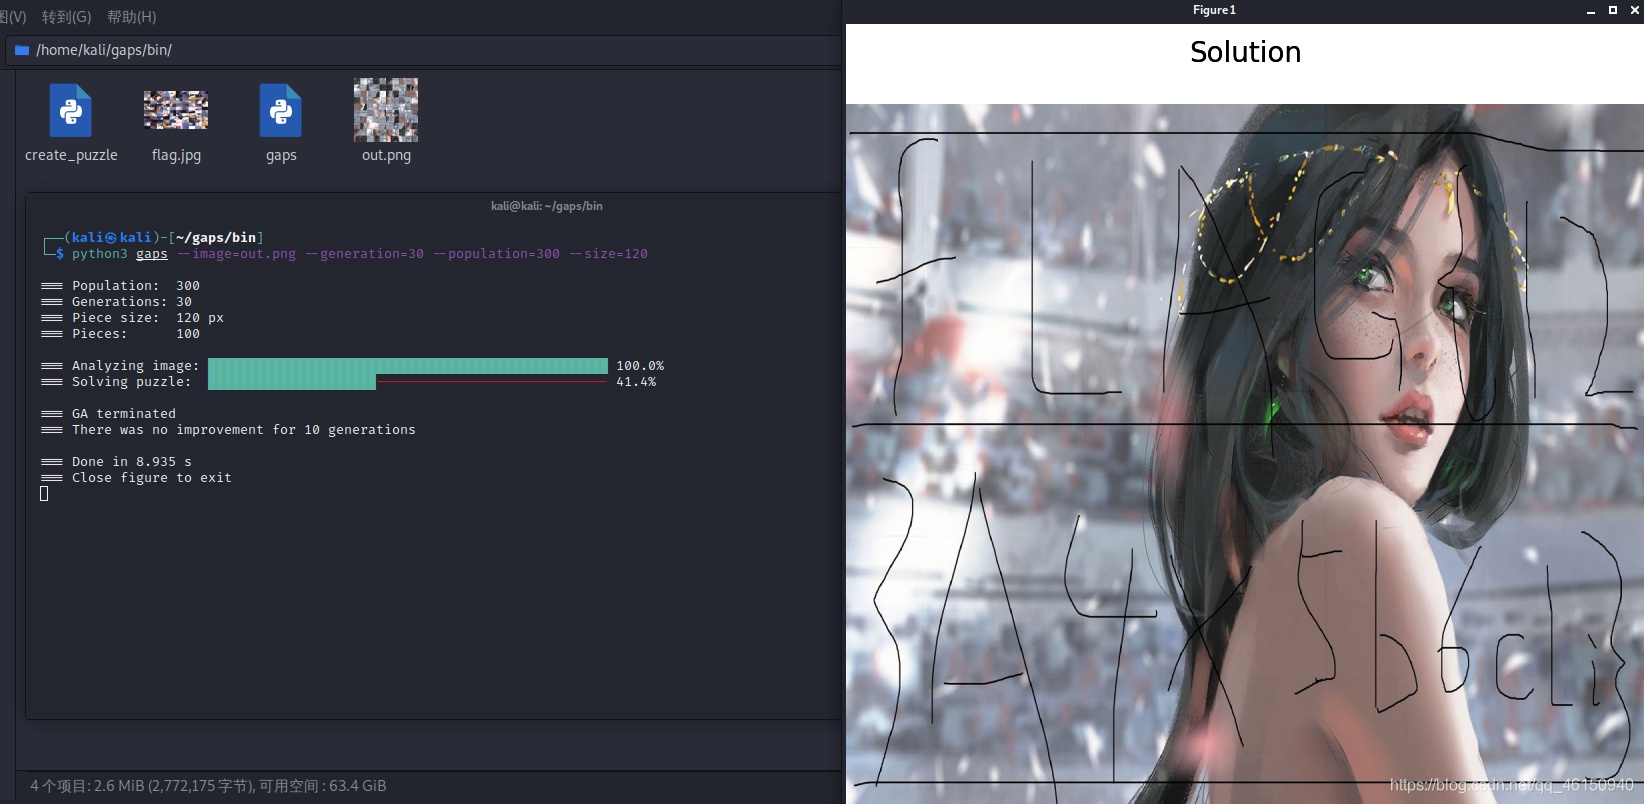 图(V) 转到(G) 帮助(H)
/home/kali/gaps/bin/
create_puzzle flag.jpg gaps out.png
kali@kali: ~/gaps/bin
(kali㉿kali)-[~/gaps/bin]
$ python3 gaps --image=out.png --generation=30 --population=300 --size=120
Population: 300
Generations: 30
Piece size: 120 px
Pieces: 100
Analyzing image: 100.0%
Solving puzzle: 41.4%
GA terminated
There was no improvement for 10 generations
Done in 8.935 s
Close figure to exit
4 个项目: 2.6 MiB (2,772,175 字节), 可用空间 : 63.4 GiB
Figure1
Solution
FLAG
https://blog.csdn.net/qq_46150940